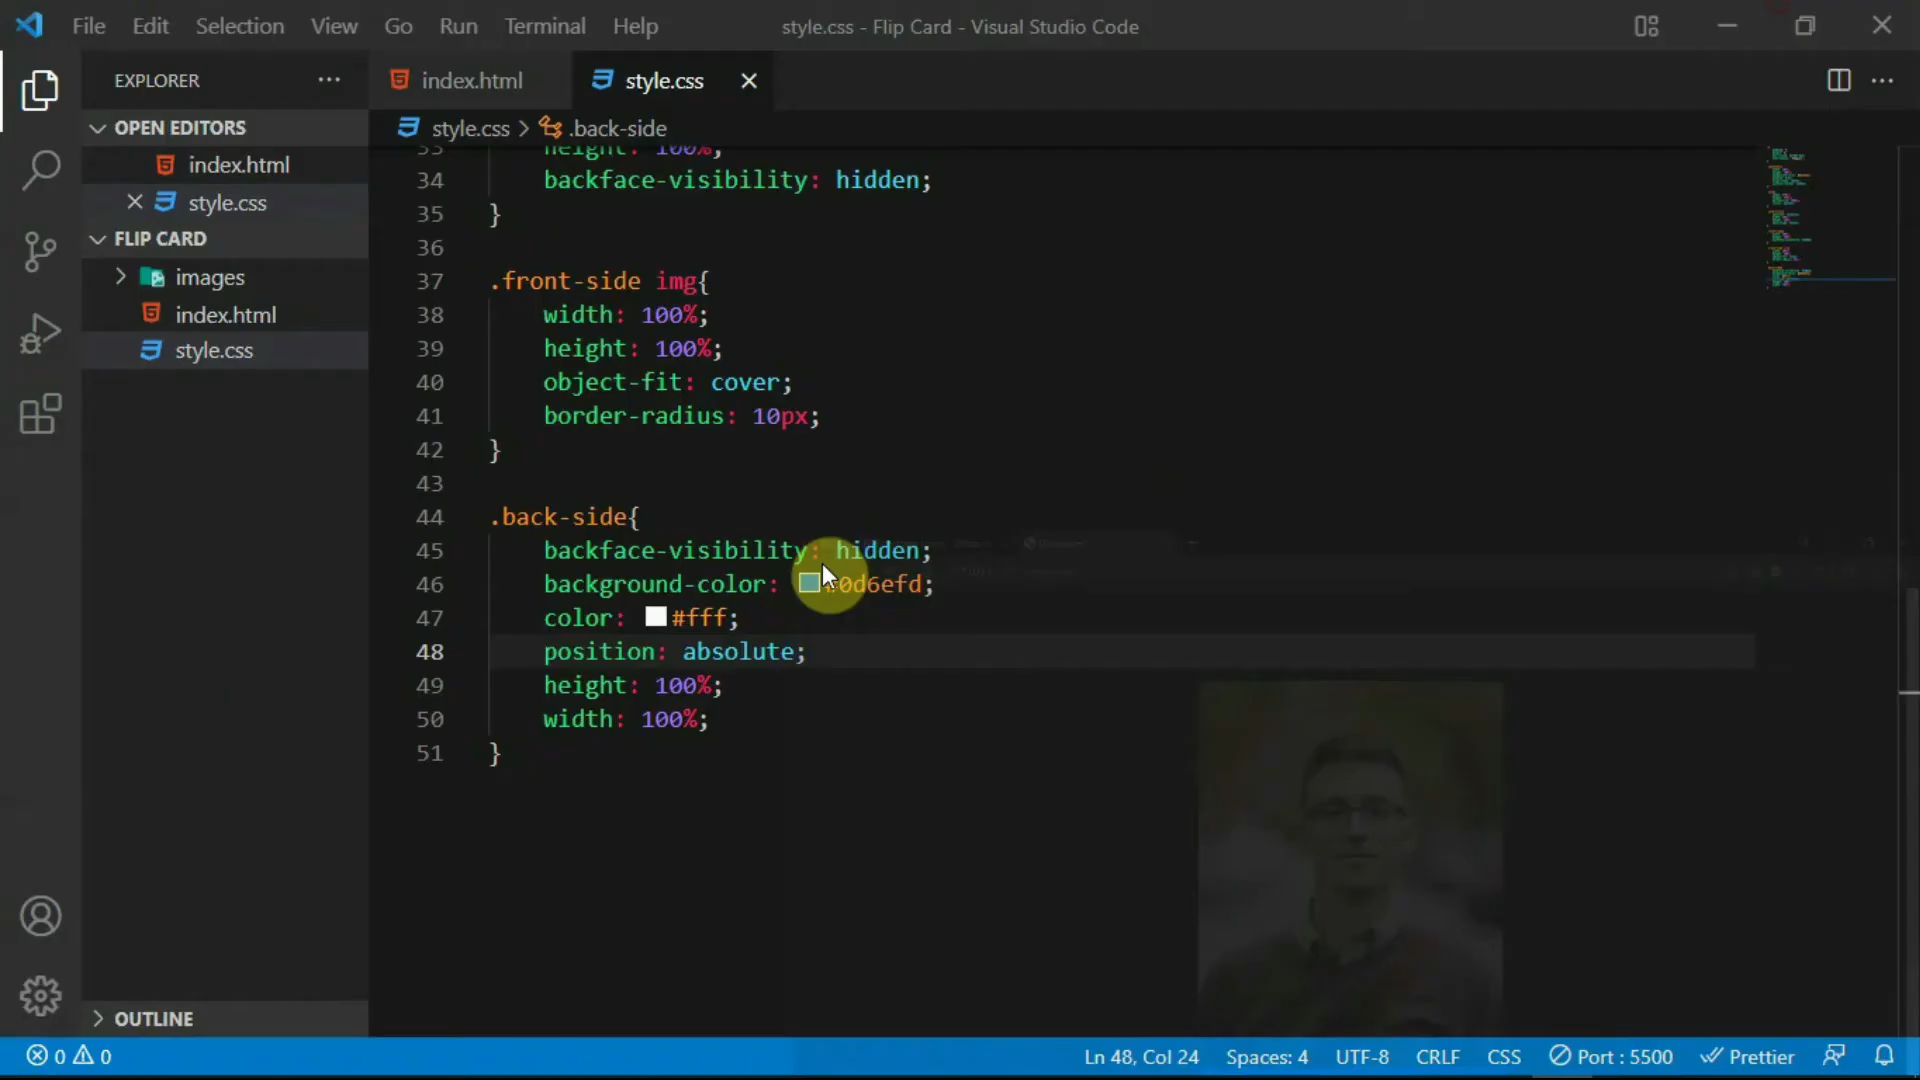 File Edit Selection View Go Run Terminal Help
style.css - Flip Card - Visual Studio Code
EXPLORER
OPEN EDITORS
index.html
style.css
FLIP CARD
images
index.html
style.css
OUTLINE
index.html
style.css
style.css > .back-side
33 height: 100%;
34 backface-visibility: hidden;
35 }
36
37 .front-side img{
38 width: 100%;
39 height: 100%;
40 object-fit: cover;
41 border-radius: 10px;
42 }
43
44 .back-side{
45 backface-visibility: hidden;
46 background-color: #0d6efd;
47 color: #fff;
48 position: absolute;
49 height: 100%;
50 width: 100%;
51 }
0 0
Ln 48, Col 24 Spaces: 4 UTF-8 CRLF CSS Port : 5500 Prettier